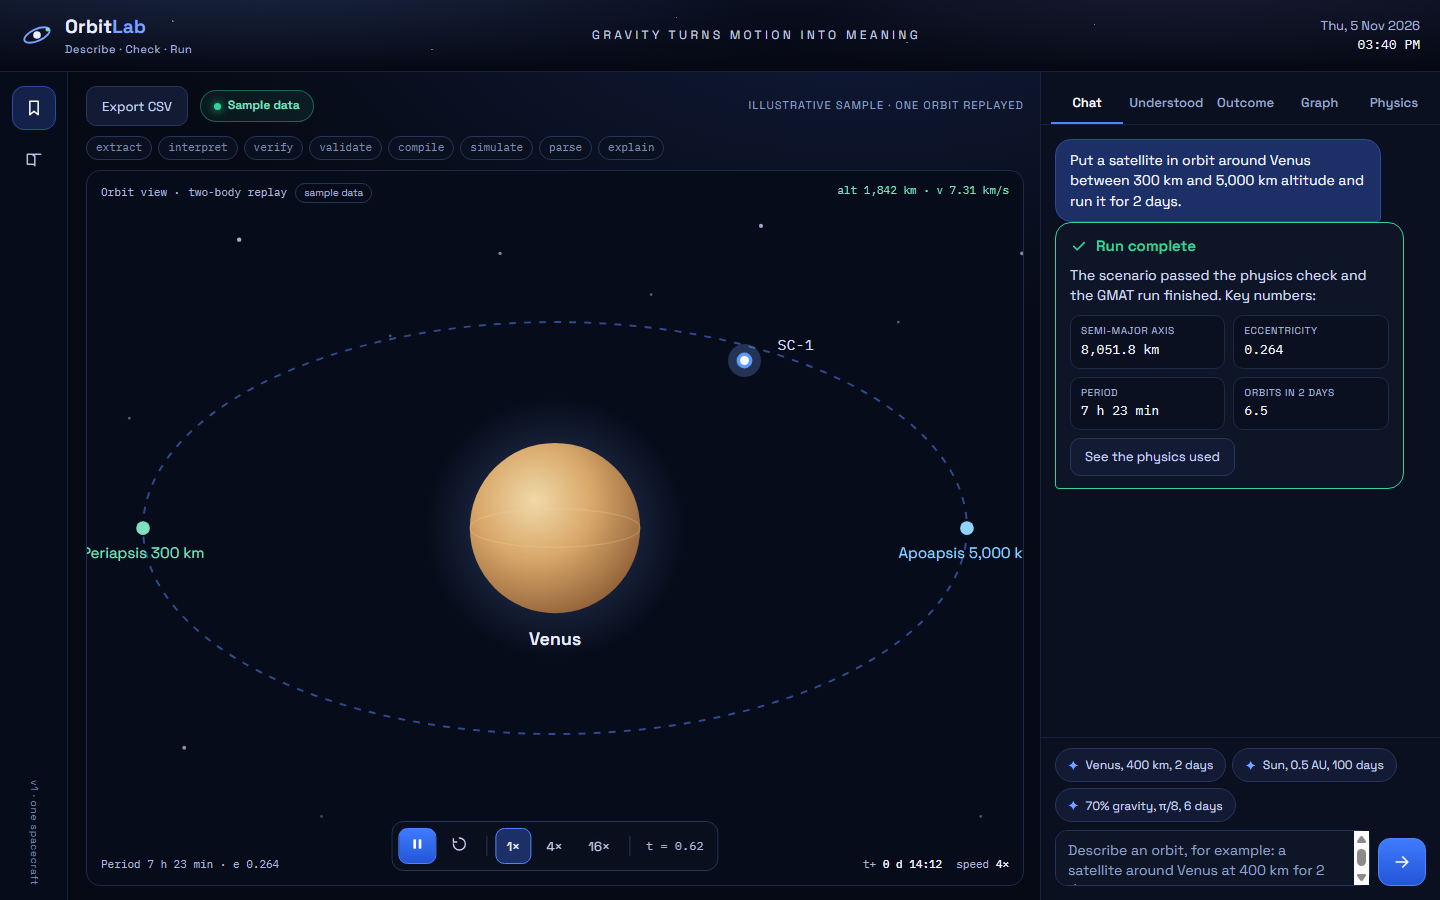 OrbitLab
Describe · Check · Run
GRAVITY TURNS MOTION INTO MEANING
Thu, 5 Nov 2026
03:40 PM
Export CSV
Sample data
ILLUSTRATIVE SAMPLE · ONE ORBIT REPLAYED
extract
interpret
verify
validate
compile
simulate
parse
explain
Orbit view · two-body replay
sample data
alt 1,842 km · v 7.31 km/s
SC-1
Periapsis 300 km
Apoapsis 5,000 k
Venus
Period 7 h 23 min · e 0.264
1×
4×
16×
t = 0.62
t+ 0 d 14:12 speed 4×
v1 · one spacecraft
Chat
Understood
Outcome
Graph
Physics
Put a satellite in orbit around Venus
between 300 km and 5,000 km altitude and
run it for 2 days.
Run complete
The scenario passed the physics check and
the GMAT run finished. Key numbers:
SEMI-MAJOR AXIS
8,051.8 km
ECCENTRICITY
0.264
PERIOD
7 h 23 min
ORBITS IN 2 DAYS
6.5
See the physics used
Venus, 400 km, 2 days
Sun, 0.5 AU, 100 days
70% gravity, π/8, 6 days
Describe an orbit, for example: a
satellite around Venus at 400 km for 2